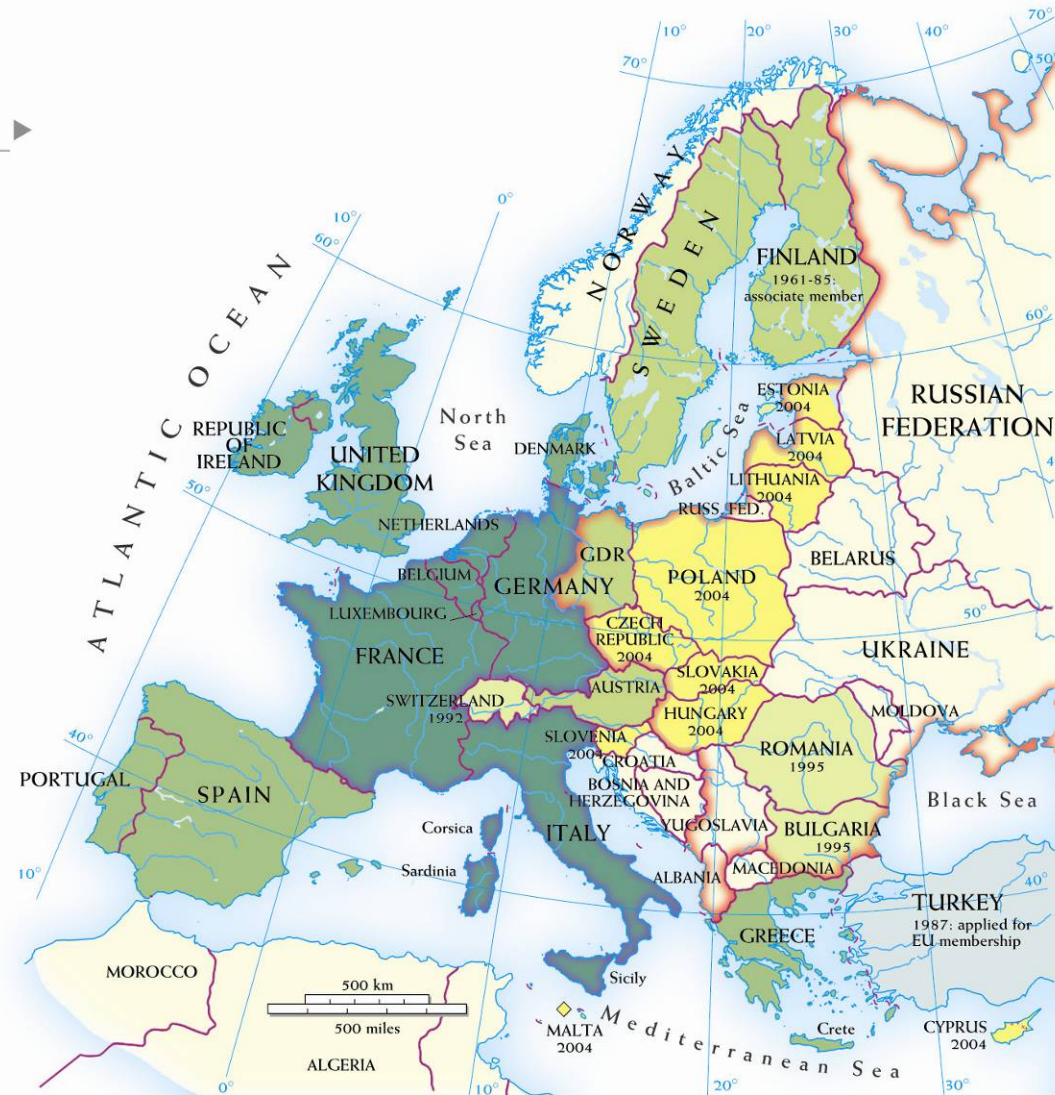 10°
20°
30°
40°
70°
50°
70°
0°
10°
60°
NORWAY
SWEDEN
FINLAND
1961-85:
associate member
60°
ATLANTIC OCEAN
ESTONIA
2004
RUSSIAN
FEDERATION
North
Sea
REPUBLIC
OF
IRELAND
UNITED
KINGDOM
DENMARK
Baltic Sea
LATVIA
2004
LITHUANIA
2004
50°
RUSS. FED.
NETHERLANDS
GDR
BELARUS
BELGIUM
GERMANY
POLAND
2004
LUXEMBOURG
CZECH
REPUBLIC
2004
50°
FRANCE
UKRAINE
SLOVAKIA
2004
SWITZERLAND
1992
AUSTRIA
HUNGARY
2004
MOLDOVA
40°
SLOVENIA
2004
CROATIA
ROMANIA
1995
PORTUGAL
SPAIN
BOSNIA AND
HERZEGOVINA
Black Sea
Corsica
ITALY
YUGOSLAVIA
BULGARIA
1995
Sardinia
ALBANIA
MACEDONIA
10°
40°
TURKEY
1987: applied for
EU membership
GREECE
MOROCCO
500 km
500 miles
Sicily
MALTA
2004
Mediterranean Sea
Crete
CYPRUS
2004
ALGERIA
0°
10°
20°
30°